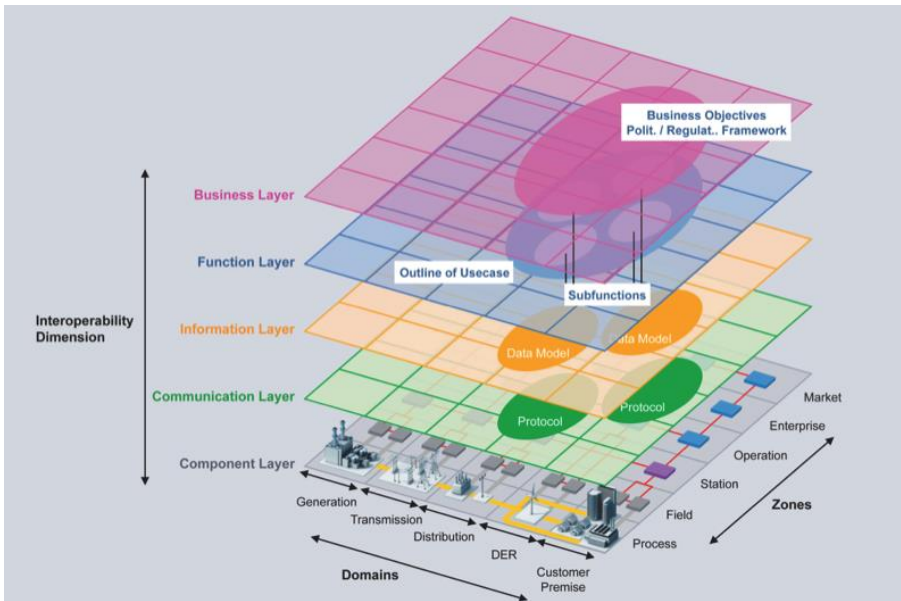 Business Objectives
Polit. / Regulat.. Framework
Business Layer
Function Layer
Outline of Usecase
Subfunctions
Interoperability
Dimension
Information Layer
Data Model
Data Model
Communication Layer
Protocol
Protocol
Component Layer
Market
Enterprise
Operation
Station
Field
Process
Zones
Generation
Transmission
Distribution
DER
Customer
Premise
Domains